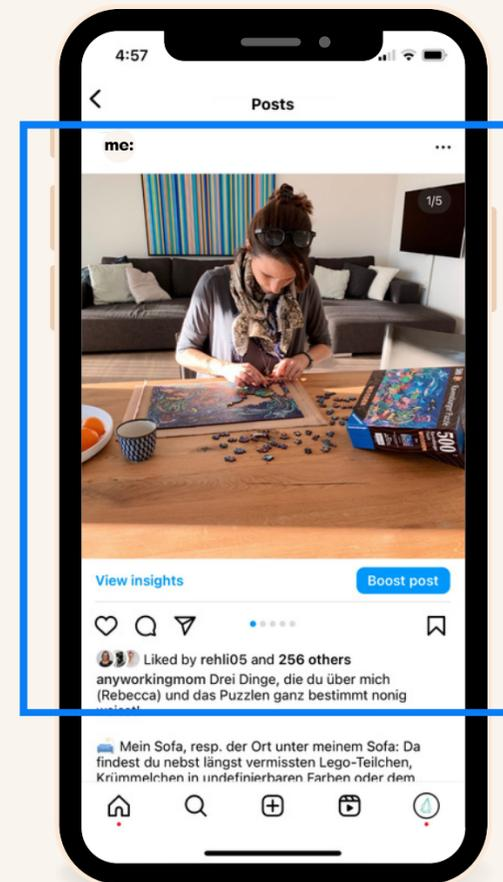 4:57
Posts
me:
1/5
500
View insights
Boost post
Liked by rehli05 and 256 others
anyworkingmom Drei Dinge, die du über mich
(Rebecca) und das Puzzlen ganz bestimmt nonig
Mein Sofa, resp. der Ort unter meinem Sofa: Da
findest du nebst längst vermissten Lego-Teilchen,
Krümmelchen in undefinierbaren Farben oder dem